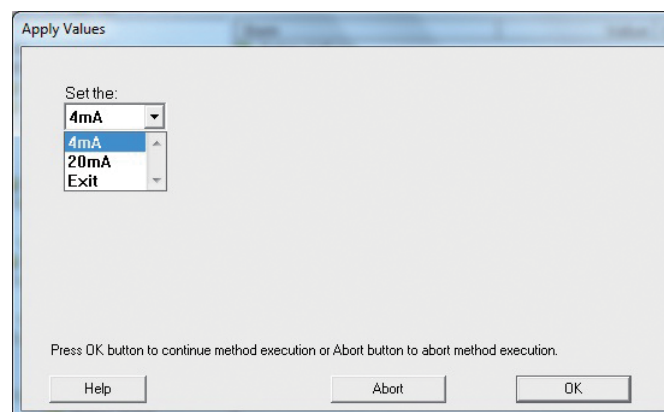 Apply Values
Set the:
4mA
4mA
20mA
Exit
Press OK button to continue method execution or Abort button to abort method execution.
Help
Abort
OK